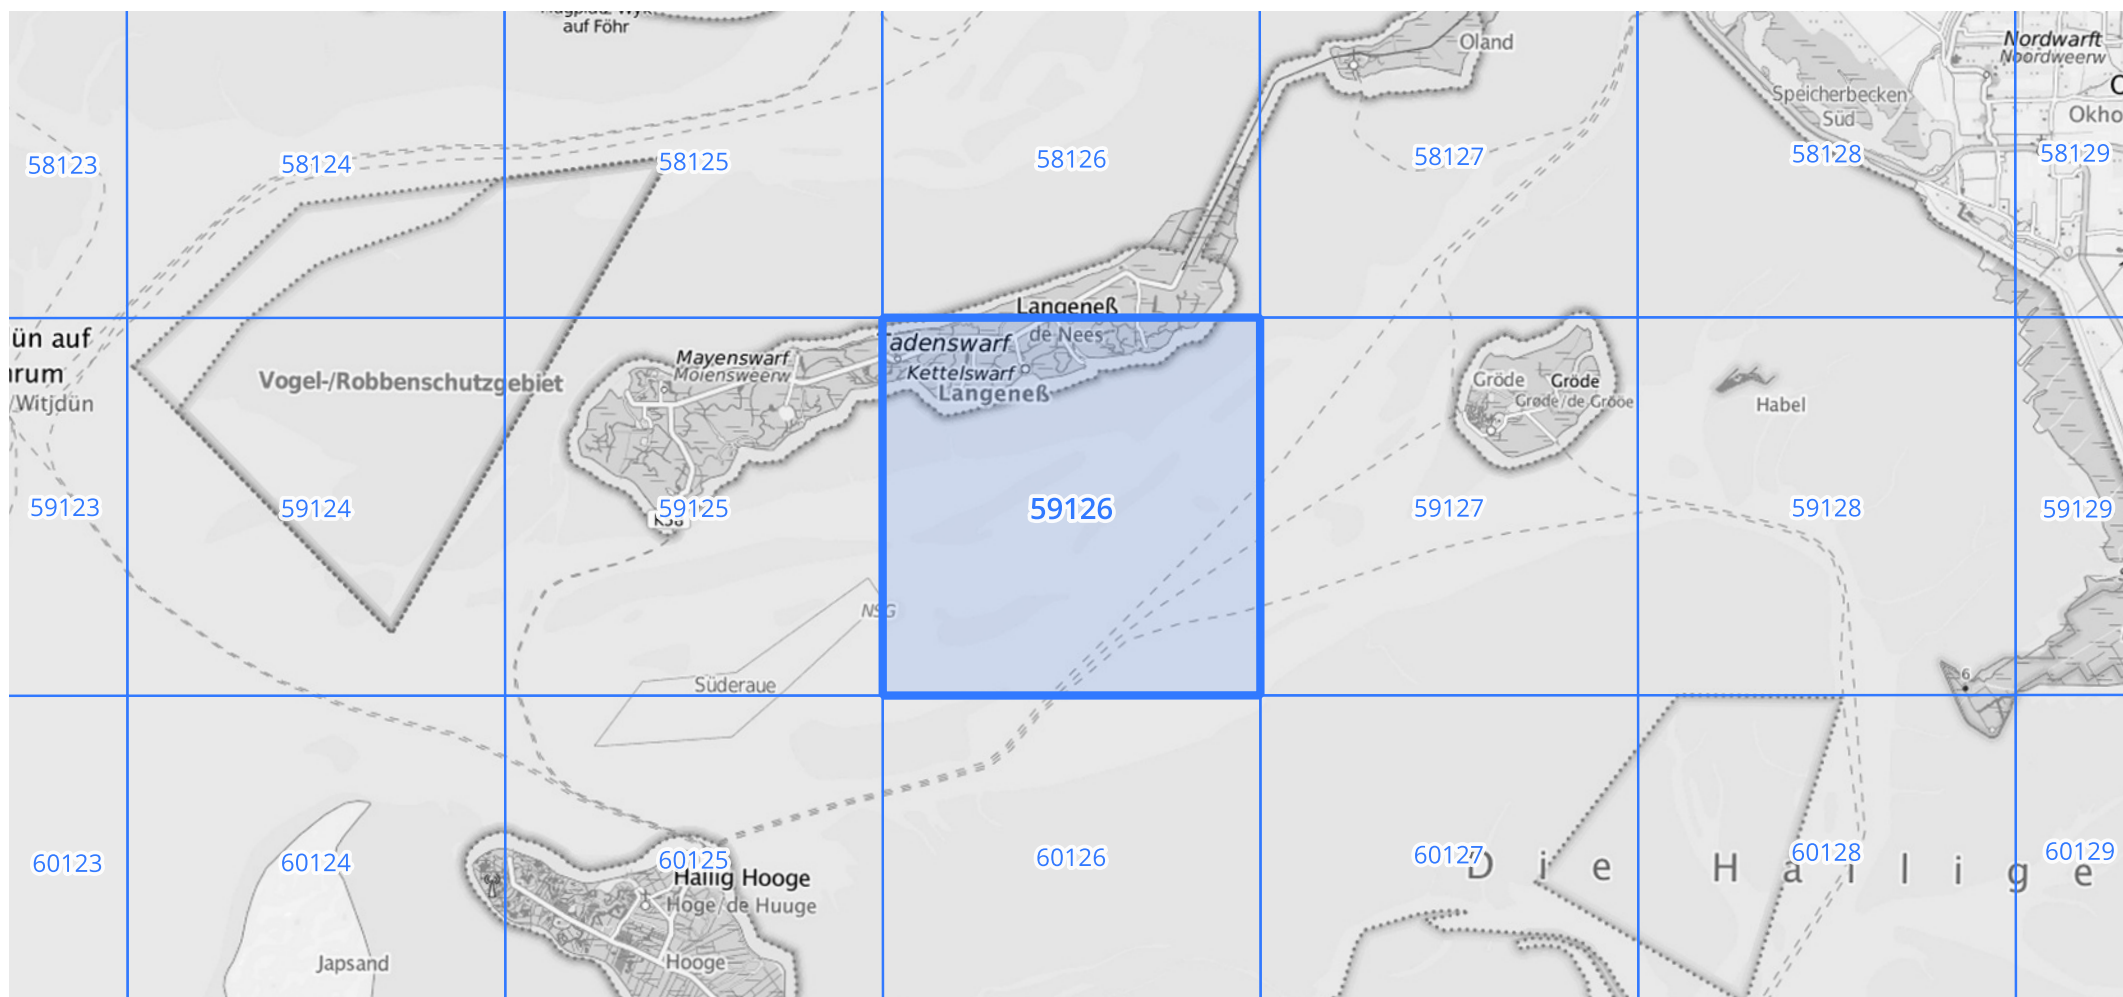 auf Föhr
Oland
Nordwarft
Noordweerw
Speicherbecken
Süd
Okho
58123
58124
58125
58126
58127
58128
58129
Langeneß
de Nees
ün auf
rum
/Witjdün
Vogel-/Robbenschutzgebiet
Mayenswarf
Moiensweerw
adenswarf
Kettelswarf
Langeneß
Gröde
Gröde
Grøde/de Grööe
Habel
K38
59123
59124
59125
59126
59127
59128
59129
NSG
Süderaue
6
60123
60124
60125
60126
60127
60128
60129
Die Hallige
Hallig Hooge
Hoge/de Huuge
Hooge
Japsand